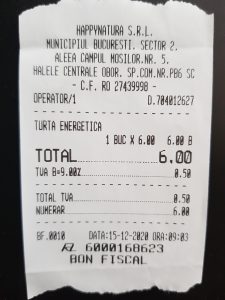 HAPPYNATURA S.R.L.
MUNICIPIUL BUCURESTI, SECTOR 2,
ALEEA CAMPUL MOSILOR.NR. 5,
HALELE CENTRALE OBOR, SP.COM.NR.PB6 SC
- C.F. RO 27439998 -
OPERATOR/1 D.704012627
TURTA ENERGETICA
1 BUC X 6.00 6.00 B
TOTAL 6,00
TVA B=9.00% 0.50
TOTAL TVA 0.50
NUMERAR 6.00
BF.0010 DATA:15-12-2020 ORA:09:03
6000168623
BON FISCAL